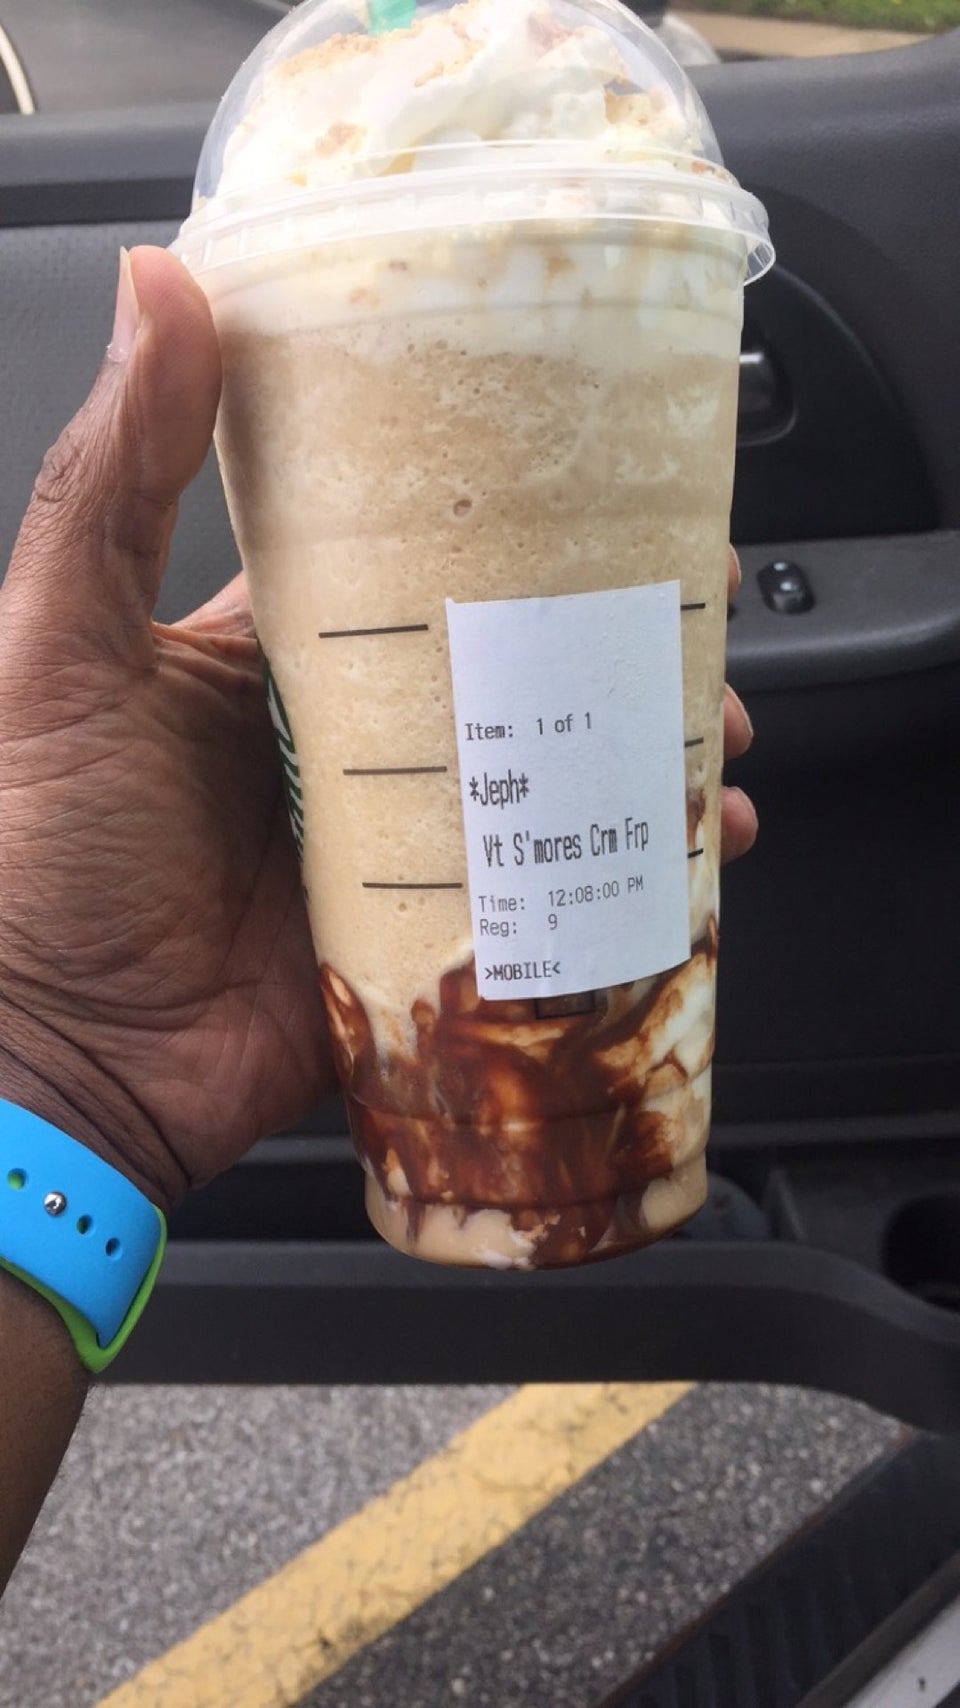 Item: 1 of 1
*Jeph*
Vt S'mores Crm Frp
Time: 12:08:00 PM
Reg: 9
>MOBILE<